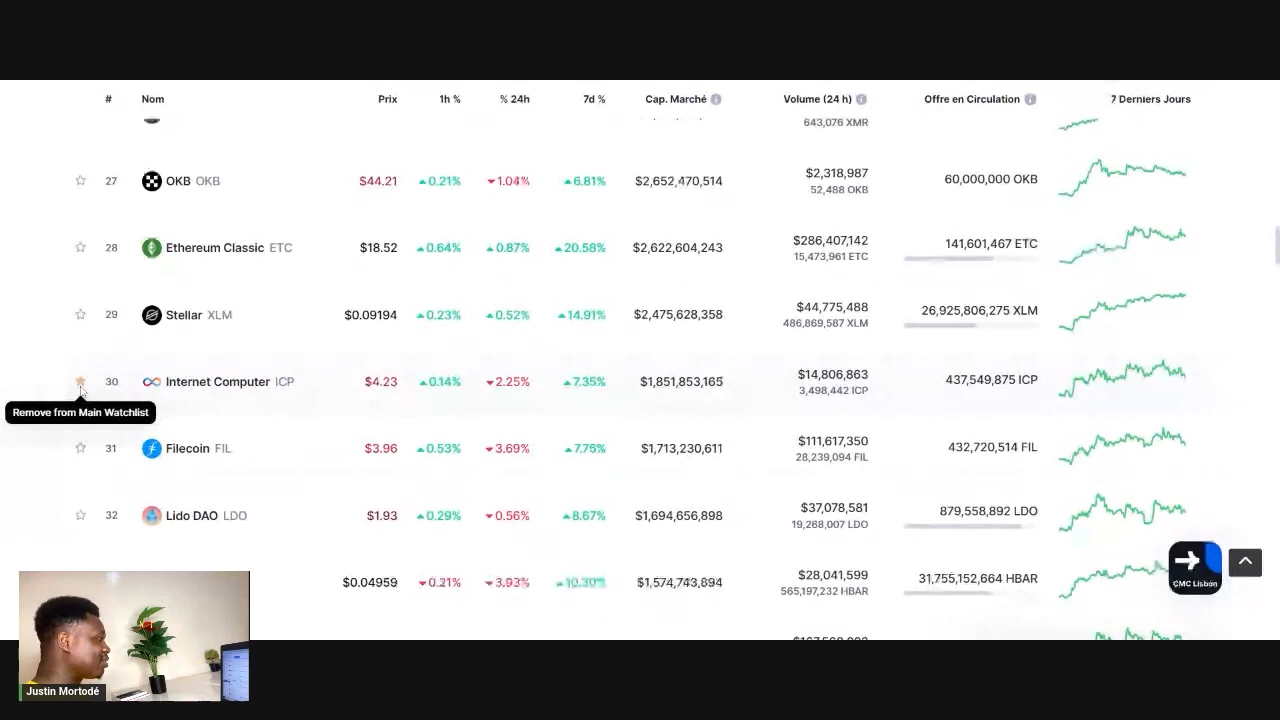 # Nom Prix 1h % % 24h 7d % Cap. Marché Volume (24 h) Offre en Circulation 7 Derniers Jours
643,076 XMR
27 OKB OKB $44.21 0.21% 1.04% 6.81% $2,652,470,514 $2,318,987 60,000,000 OKB
52,488 OKB
28 Ethereum Classic ETC $18.52 0.64% 0.87% 20.58% $2,622,604,243 $286,407,142 141,601,467 ETC
15,473,961 ETC
29 Stellar XLM $0.09194 0.23% 0.52% 14.91% $2,475,628,358 $44,775,488 26,925,806,275 XLM
486,869,587 XLM
30 Internet Computer ICP $4.23 0.14% 2.25% 7.35% $1,851,853,165 $14,806,863 437,549,875 ICP
3,498,442 ICP
Remove from Main Watchlist
31 Filecoin FIL $3.96 0.53% 3.69% 7.75% $1,713,230,611 $111,617,350 432,720,514 FIL
28,239,094 FIL
32 Lido DAO LDO $1.93 0.29% 0.56% 8.67% $1,694,656,898 $37,078,581 879,558,892 LDO
19,268,007 LDO
$0.04959 0.21% 3.93% 10.30% $1,574,743,894 $28,041,599 31,755,152,664 HBAR
565,197,232 HBAR
CMC Lisbon
Justin Mortodé